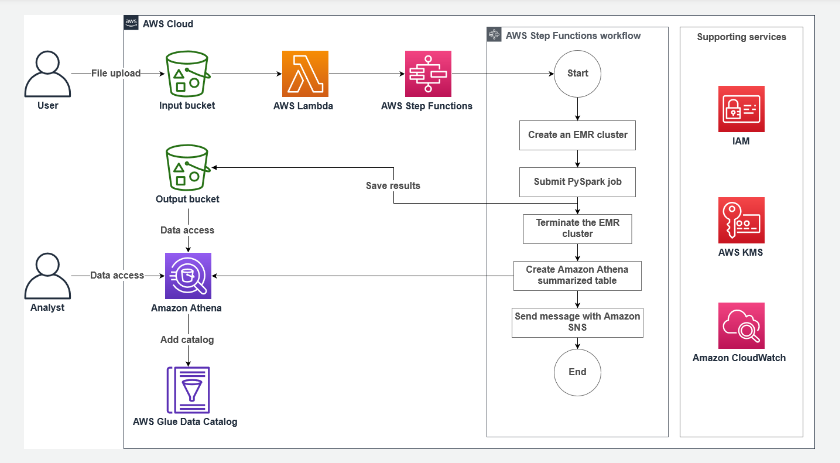 aws
AWS Cloud
AWS Step Functions workflow
Supporting services
File upload
User
Input bucket
AWS Lambda
AWS Step Functions
Start
Create an EMR cluster
Submit PySpark job
Save results
Output bucket
Terminate the EMR
cluster
Data access
Data access
Create Amazon Athena
summarized table
Analyst
Amazon Athena
Send message with Amazon
SNS
Add catalog
End
AWS Glue Data Catalog
IAM
AWS KMS
Amazon CloudWatch